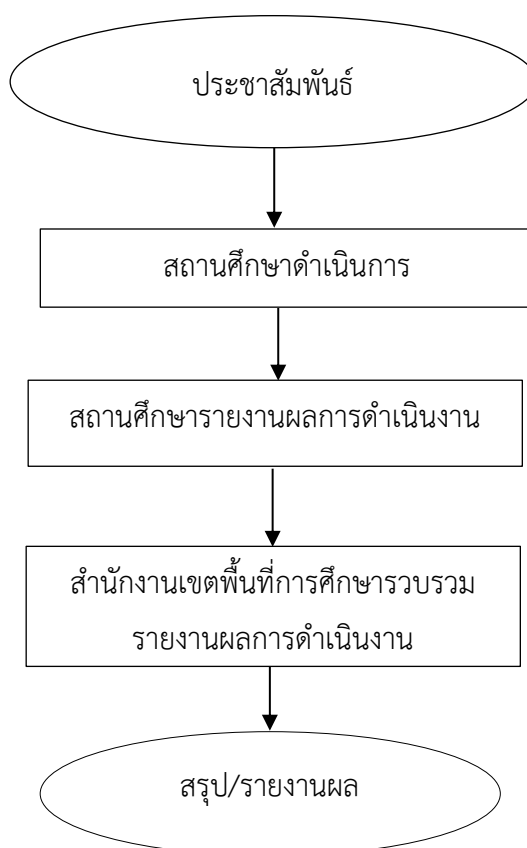 ประชาสัมพันธ์
สถานศึกษาดำเนินการ
สถานศึกษารายงานผลการดำเนินงาน
สำนักงานเขตพื้นที่การศึกษารวบรวม
รายงานผลการดำเนินงาน
สรุป/รายงานผล